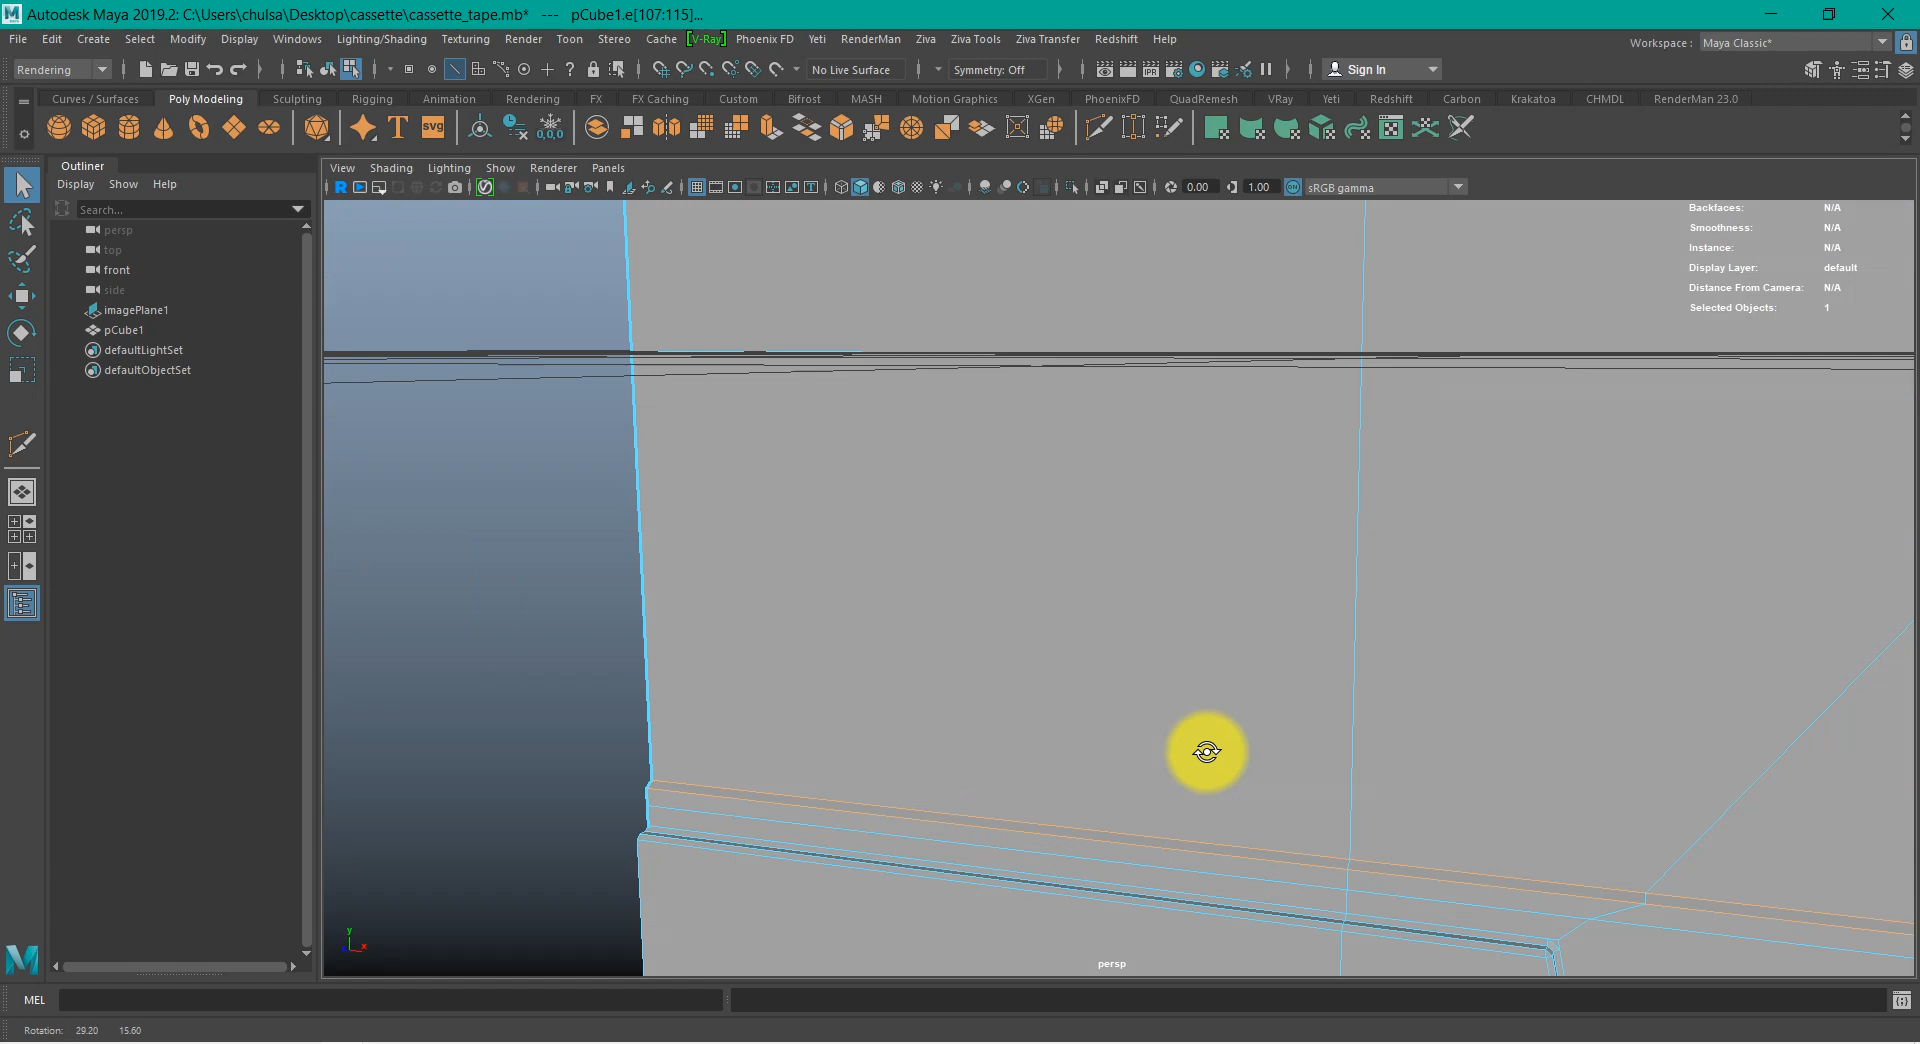 Autodesk Maya 2019.2: C:\Users\chulsa\Desktop\cassette\cassette_tape.mb*   ---   pCube1.e[107:115]...
File Edit Create Select Modify Display Windows Lighting/Shading Texturing Render Toon Stereo Cache [V-Ray] Phoenix FD Yeti RenderMan Ziva Ziva Tools Ziva Transfer Redshift Help
Workspace : Maya Classic*
Rendering No Live Surface Symmetry: Off Sign In
Curves / Surfaces Poly Modeling Sculpting Rigging Animation Rendering FX FX Caching Custom Bifrost MASH Motion Graphics XGen PhoenixFD QuadRemesh VRay Yeti Redshift Carbon Krakatoa CHMDL RenderMan 23.0
T SVG 0,0,0
Outliner
Display Show Help
Search...
persp
top
front
side
imagePlane1
pCube1
defaultLightSet
defaultObjectSet
View Shading Lighting Show Renderer Panels
R 0.00 1.00 ON sRGB gamma
Backfaces: N/A
Smoothness: N/A
Instance: N/A
Display Layer: default
Distance From Camera: N/A
Selected Objects: 1
y
x
persp
MEL
Rotation: 29.20 15.60